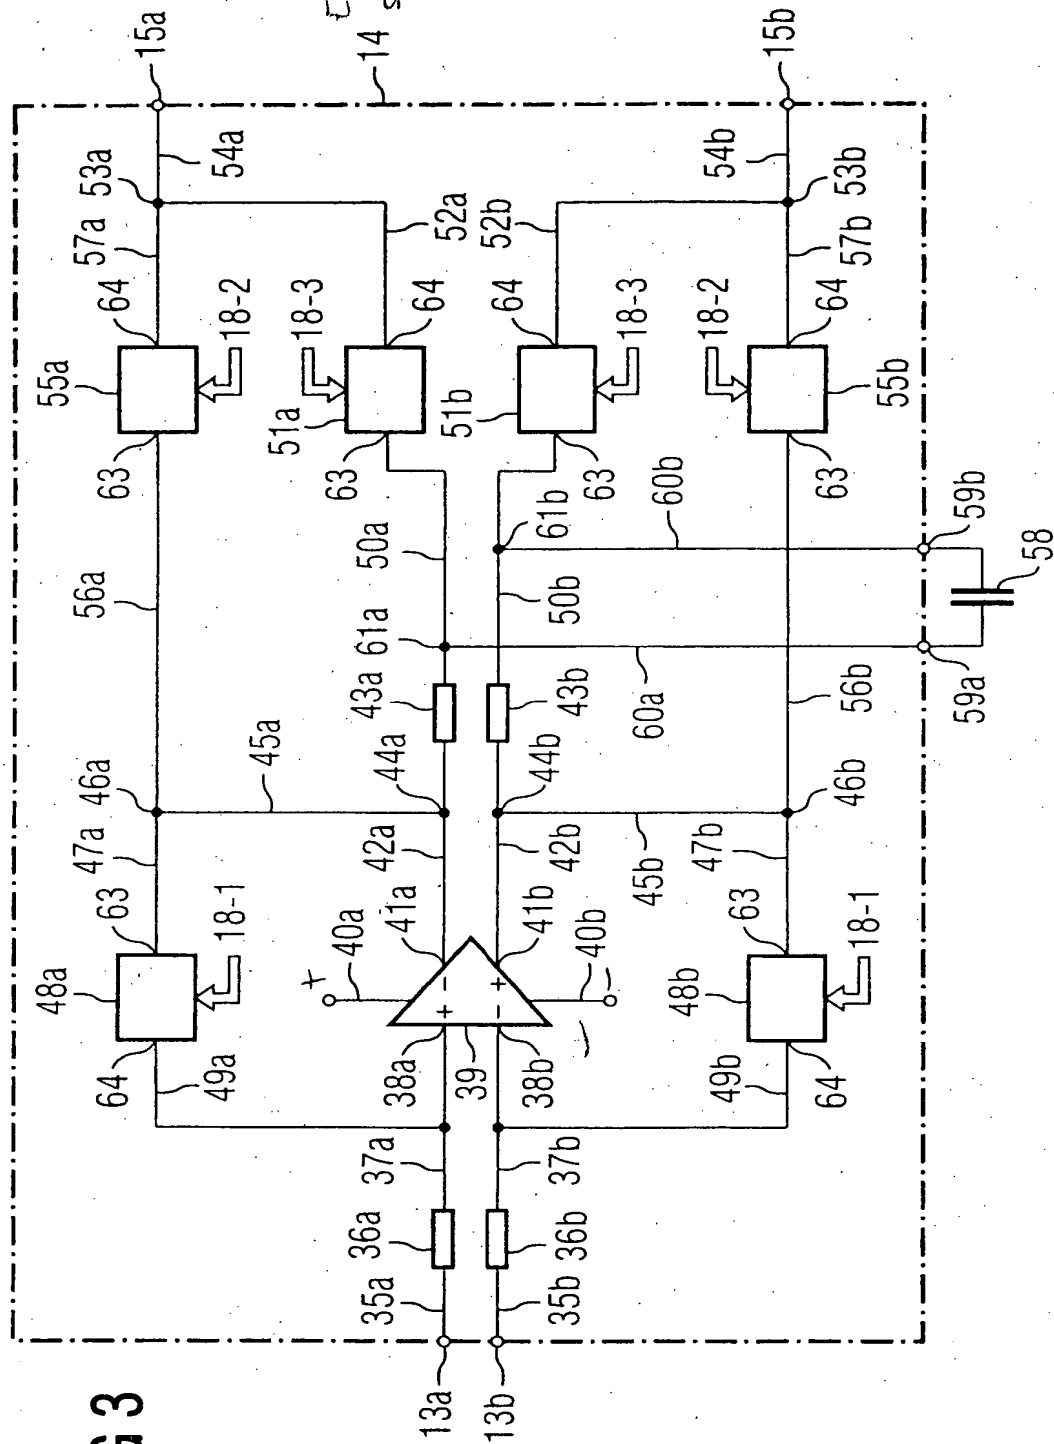 G 3
15a
14
15b
53a
54a
54b
53b
57a
52a
52b
57b
64
64
64
64
55a
18-2
18-3
18-3
18-2
55b
51a
51b
63
63
63
63
56a
50a
61b
60b
59b
61a
50b
58
43a
43b
60a
56b
59a
46a
45a
44a
44b
46b
47a
42a
42b
45b
47b
63
41a
41b
63
48a
18-1
40a
+
+ -
- +
40b
-
48b
18-1
64
49a
38a
39
38b
49b
64
37a
37b
36a
36b
35a
35b
13a
13b